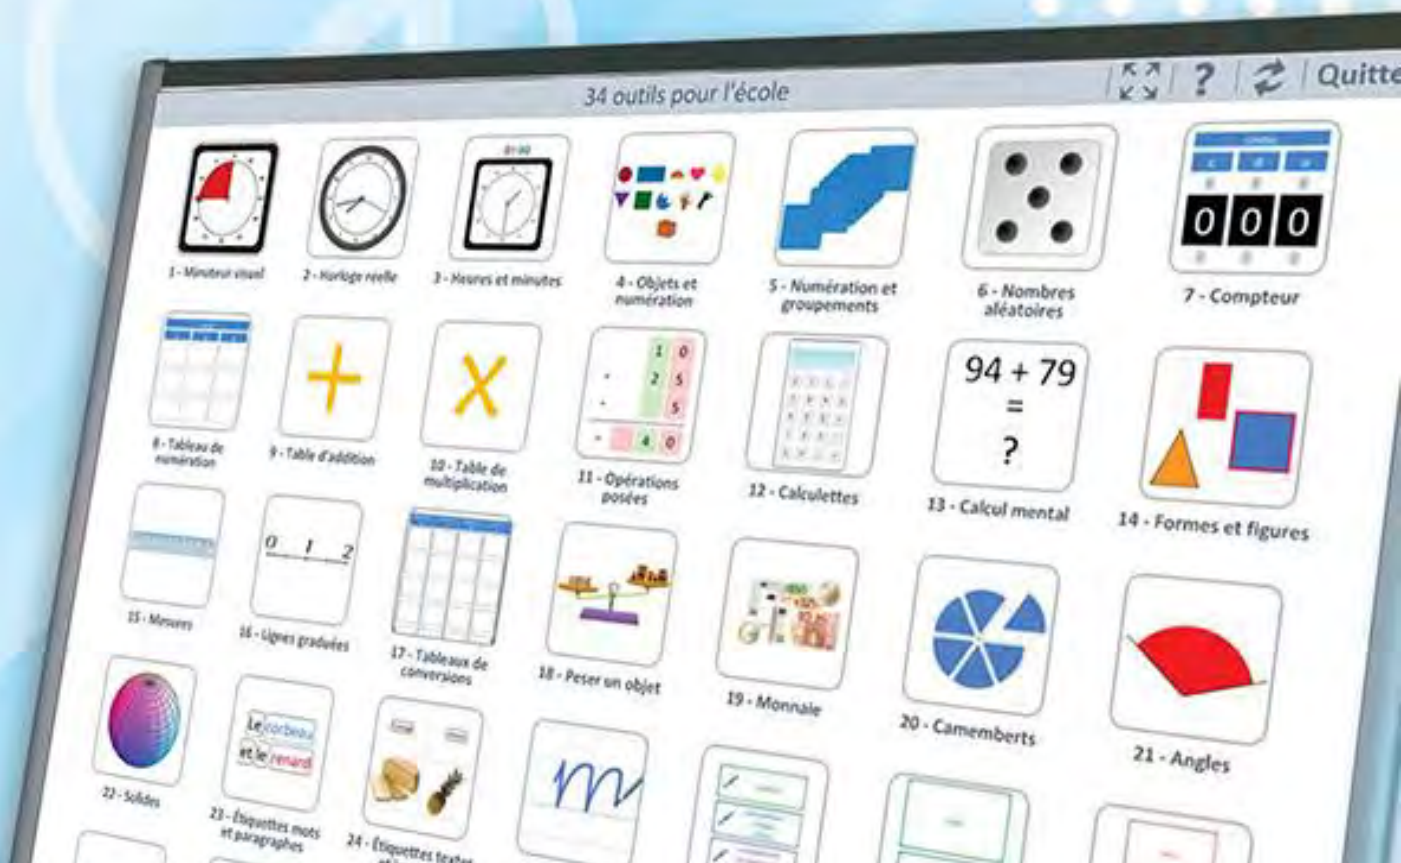 34 outils pour l'école
? Quitte
1 - Minuteur visuel
2 - Horloge réelle
3 - Heures et minutes
4 - Objets et
numération
5 - Numération et
groupements
6 - Nombres
aléatoires
0 0 0
7 - Compteur
8 - Tableau de
numération
9 - Table d'addition
10 - Table de
multiplication
1 0
2 5
5
4 0
11 - Opérations
posées
12 - Calculettes
94 + 79
=
?
13 - Calcul mental
14 - Formes et figures
15 - Mesures
0 1 2
16 - Lignes graduées
17 - Tableaux de
conversions
18 - Peser un objet
19 - Monnaie
20 - Camemberts
21 - Angles
22 - Solides
Le corbeau
et le renard
23 - Étiquettes mots
et paragraphes
24 - Étiquettes textes
m